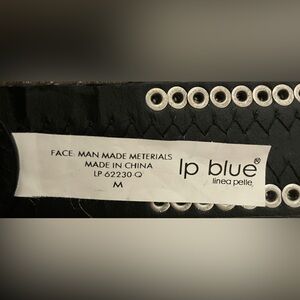 FACE: MAN MADE METERIALS
MADE IN CHINA
LP 62230 Q
M
lp blue®
linea pelle.